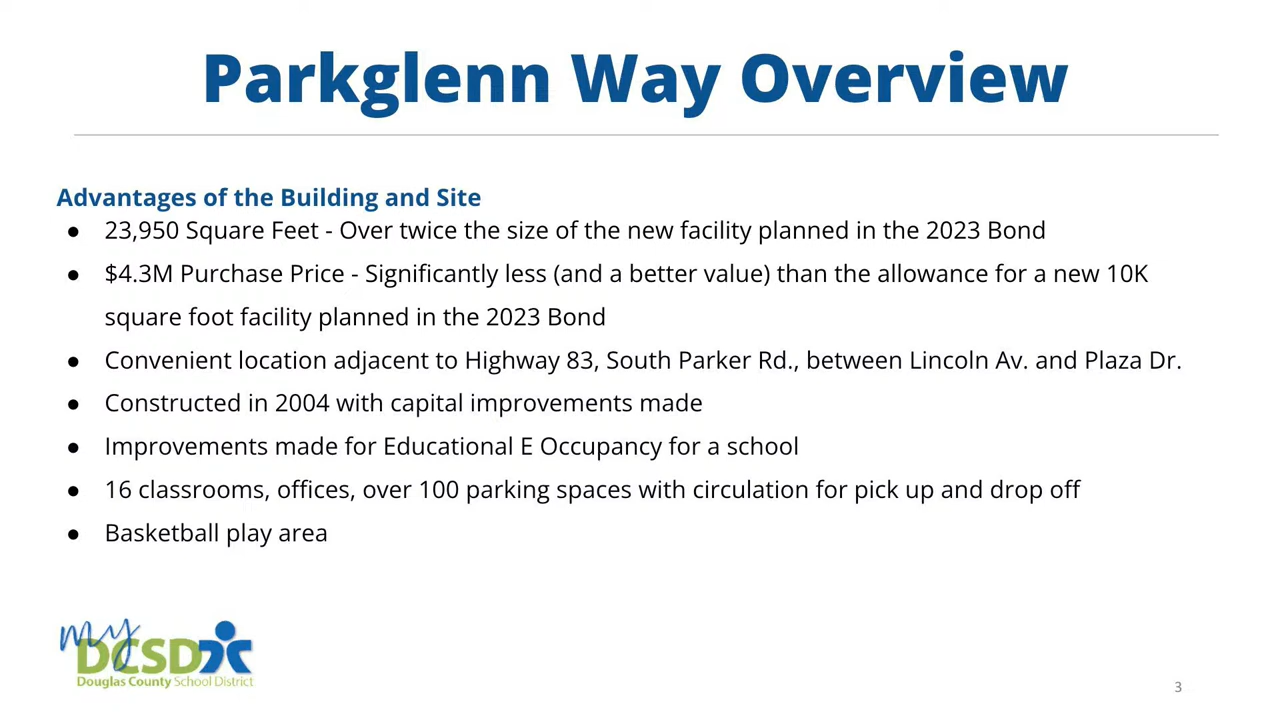 Parkglenn Way Overview
Advantages of the Building and Site
● 23,950 Square Feet - Over twice the size of the new facility planned in the 2023 Bond
● $4.3M Purchase Price - Significantly less (and a better value) than the allowance for a new 10K
square foot facility planned in the 2023 Bond
● Convenient location adjacent to Highway 83, South Parker Rd., between Lincoln Av. and Plaza Dr.
● Constructed in 2004 with capital improvements made
● Improvements made for Educational E Occupancy for a school
● 16 classrooms, offices, over 100 parking spaces with circulation for pick up and drop off
● Basketball play area
my
DCSD
Douglas County School District
3